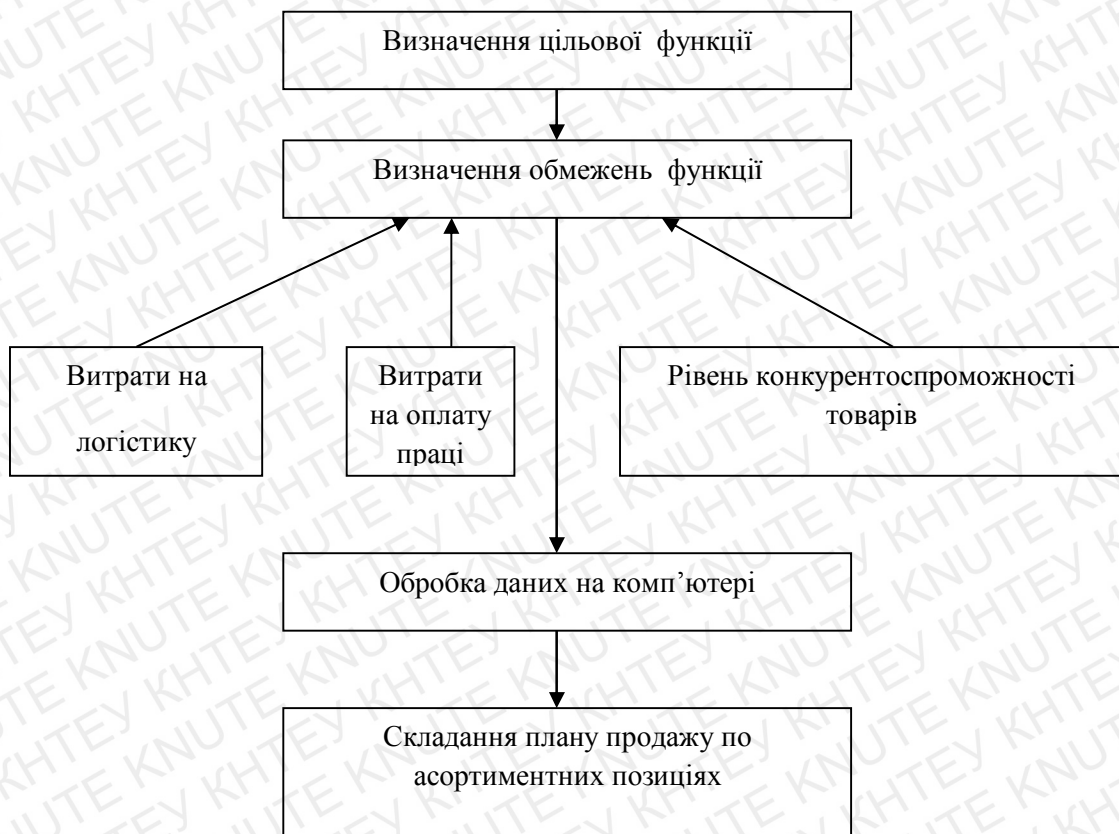 Визначення цільової функції
Визначення обмежень функції
Витрати на
логістику
Витрати
на оплату
праці
Рівень конкурентоспроможності
товарів
Обробка даних на комп’ютері
Складання плану продажу по
асортиментних позиціях